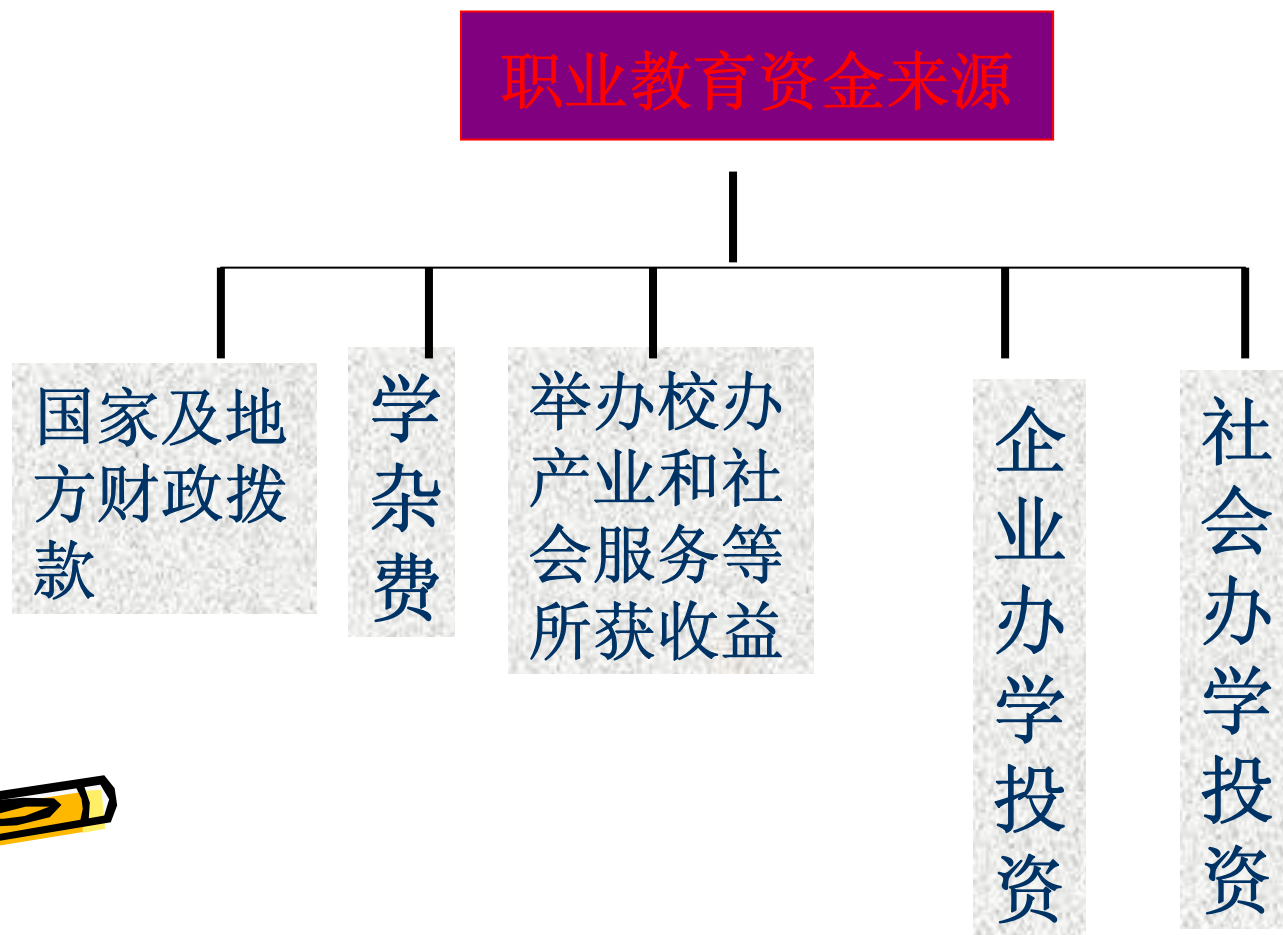 职业教育资金来源
国家及地
方财政拨
款
学杂费
举办校办
产业和社
会服务等
所获收益
企业办学投资
社会办学投资